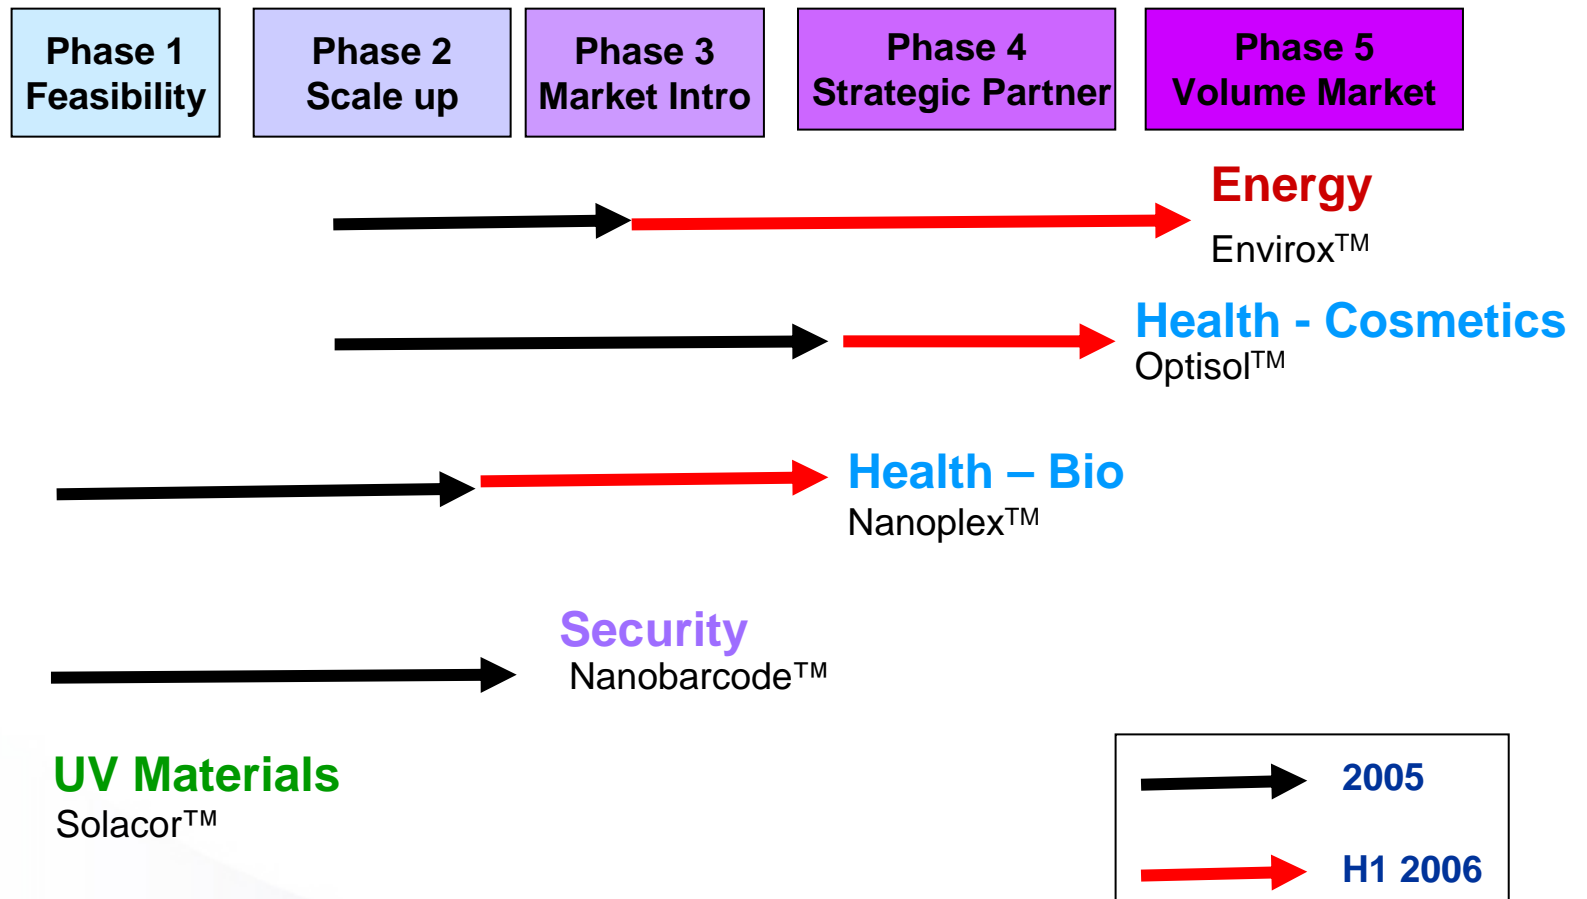 Phase 1
Feasibility
Phase 2
Scale up
Phase 3
Market Intro
Phase 4
Strategic Partner
Phase 5
Volume Market
Energy
Envirox™
Health - Cosmetics
Optisol™
Health – Bio
Nanoplex™
Security
Nanobarcode™
UV Materials
Solacor™
2005
H1 2006